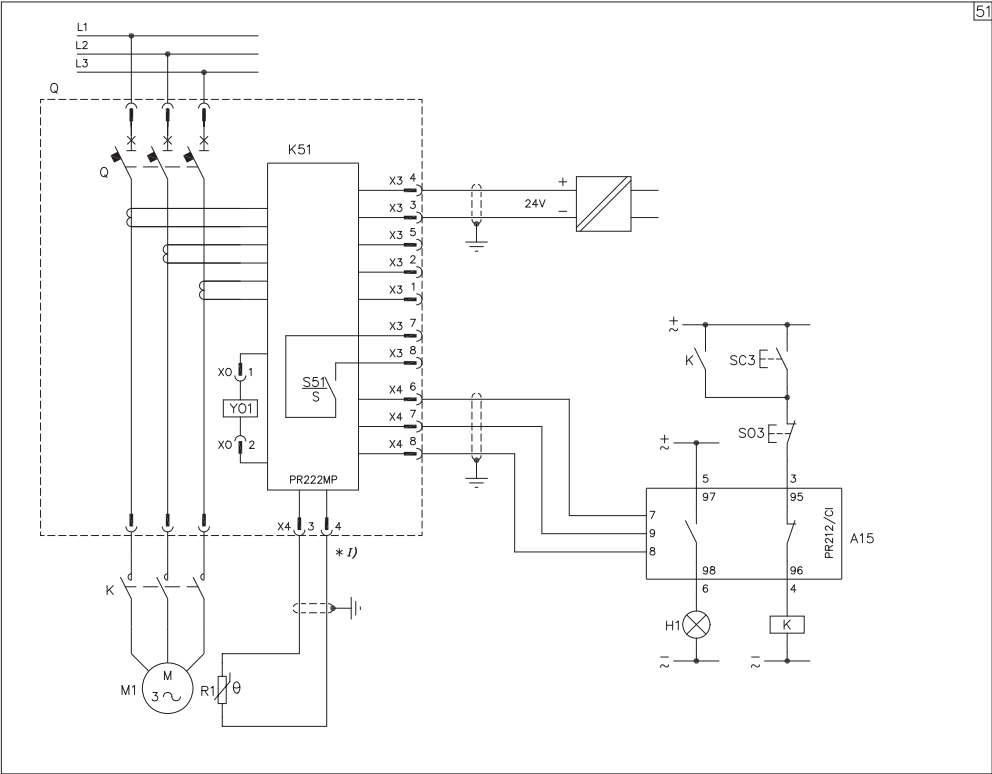 51
L1
L2
L3
Q
Q
K51
X3 4
X3 3
X3 5
X3 2
X3 1
X3 7
X3 8
X4 6
X4 7
X4 8
+
24V
−
X0 1
Y01
X0 2
S51
S
PR222MP
X4 3 4
* 1)
K
M1
M
3 ~
R1
θ
+
~
K
SC3
SO3
+
~
5 3
97 95
7
9
8
PR212/CI
A15
98 96
6 4
H1
K
−
~
−
~